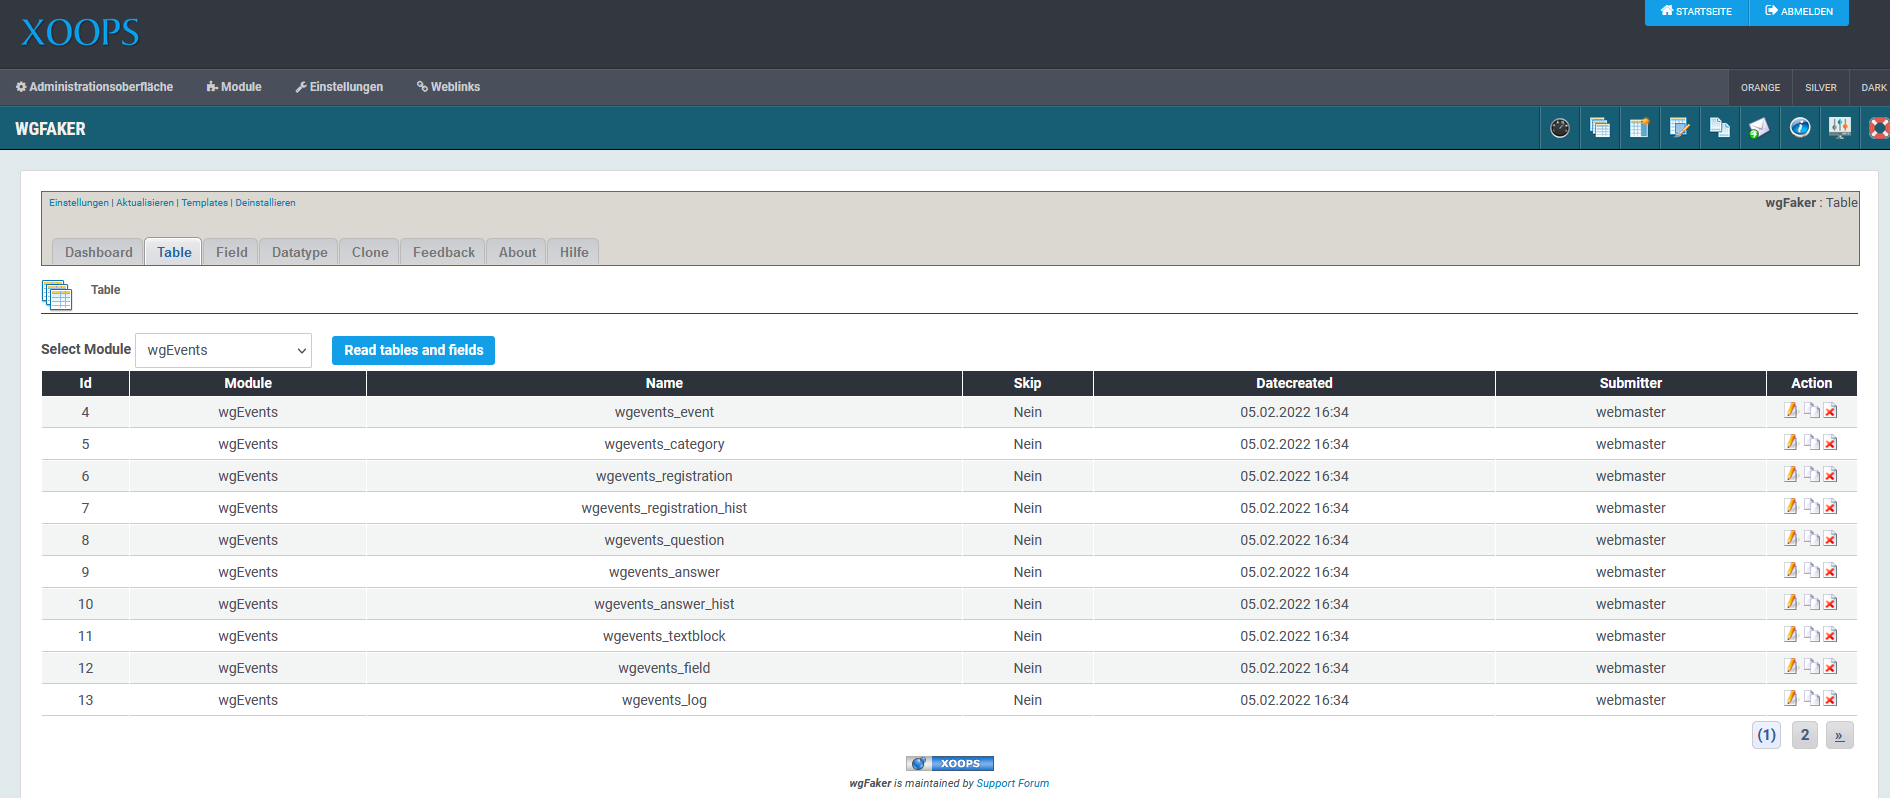 STARTSEITE ABMELDEN
XOOPS
Administrationsoberfläche Module Einstellungen Weblinks ORANGE SILVER DARK
WGFAKER
Einstellungen | Aktualisieren | Templates | Deinstallieren wgFaker : Table
Dashboard Table Field Datatype Clone Feedback About Hilfe
Table
Select Module wgEvents Read tables and fields
Id Module Name Skip Datecreated Submitter Action
4 wgEvents wgevents_event Nein 05.02.2022 16:34 webmaster
5 wgEvents wgevents_category Nein 05.02.2022 16:34 webmaster
6 wgEvents wgevents_registration Nein 05.02.2022 16:34 webmaster
7 wgEvents wgevents_registration_hist Nein 05.02.2022 16:34 webmaster
8 wgEvents wgevents_question Nein 05.02.2022 16:34 webmaster
9 wgEvents wgevents_answer Nein 05.02.2022 16:34 webmaster
10 wgEvents wgevents_answer_hist Nein 05.02.2022 16:34 webmaster
11 wgEvents wgevents_textblock Nein 05.02.2022 16:34 webmaster
12 wgEvents wgevents_field Nein 05.02.2022 16:34 webmaster
13 wgEvents wgevents_log Nein 05.02.2022 16:34 webmaster
(1) 2 »
XOOPS
wgFaker is maintained by Support Forum